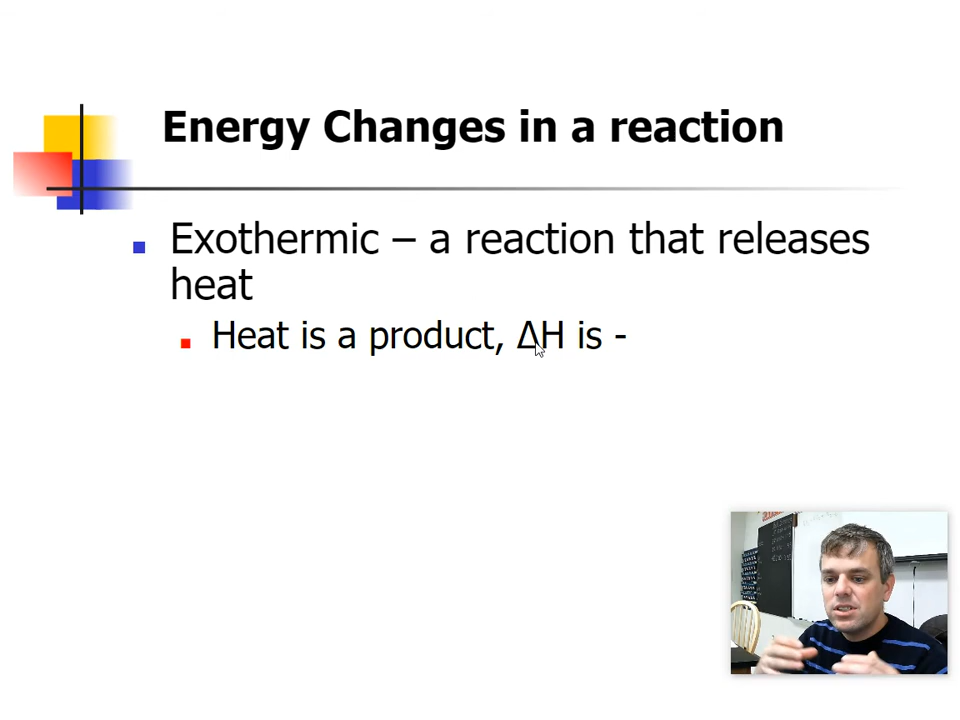 Energy Changes in a reaction
Exothermic – a reaction that releases
heat
Heat is a product, ΔH is -